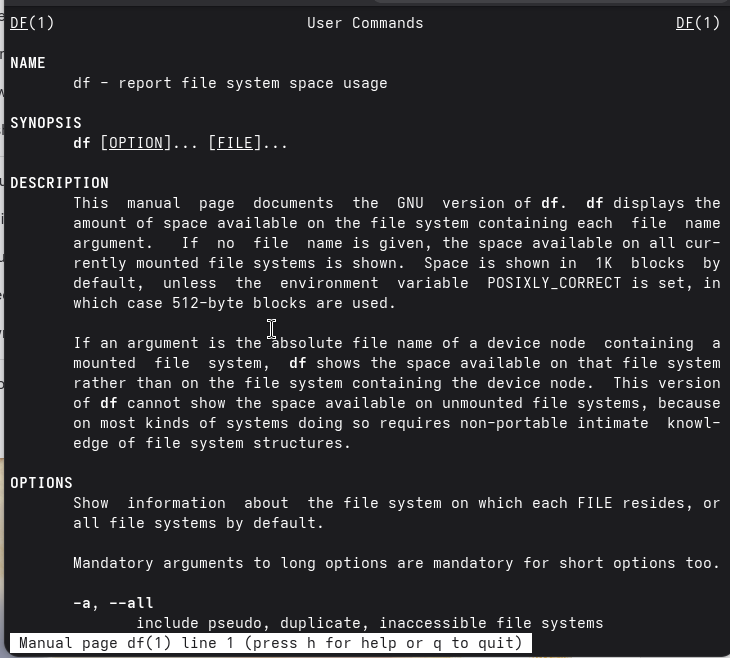 DF(1) User Commands DF(1)
NAME
df - report file system space usage
SYNOPSIS
df [OPTION]... [FILE]...
DESCRIPTION
This manual page documents the GNU version of df. df displays the
amount of space available on the file system containing each file name
argument. If no file name is given, the space available on all cur-
rently mounted file systems is shown. Space is shown in 1K blocks by
default, unless the environment variable POSIXLY_CORRECT is set, in
which case 512-byte blocks are used.
If an argument is the absolute file name of a device node containing a
mounted file system, df shows the space available on that file system
rather than on the file system containing the device node. This version
of df cannot show the space available on unmounted file systems, because
on most kinds of systems doing so requires non-portable intimate knowl-
edge of file system structures.
OPTIONS
Show information about the file system on which each FILE resides, or
all file systems by default.
Mandatory arguments to long options are mandatory for short options too.
-a, --all
include pseudo, duplicate, inaccessible file systems
Manual page df(1) line 1 (press h for help or q to quit)